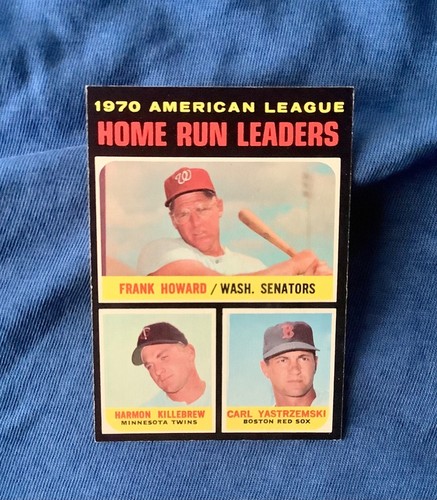 1970 AMERICAN LEAGUE
HOME RUN LEADERS
W
FRANK HOWARD / WASH. SENATORS
B
HARMON KILLEBREW
MINNESOTA TWINS
CARL YASTRZEMSKI
BOSTON RED SOX